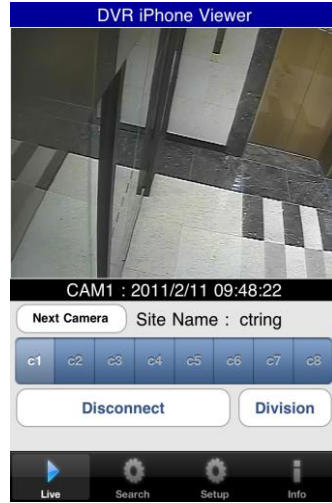 DVR iPhone Viewer
CAM1 : 2011/2/11 09:48:22
Next Camera Site Name : ctring
c1 c2 c3 c4 c5 c6 c7 c8
Disconnect Division
Live Search Setup Info